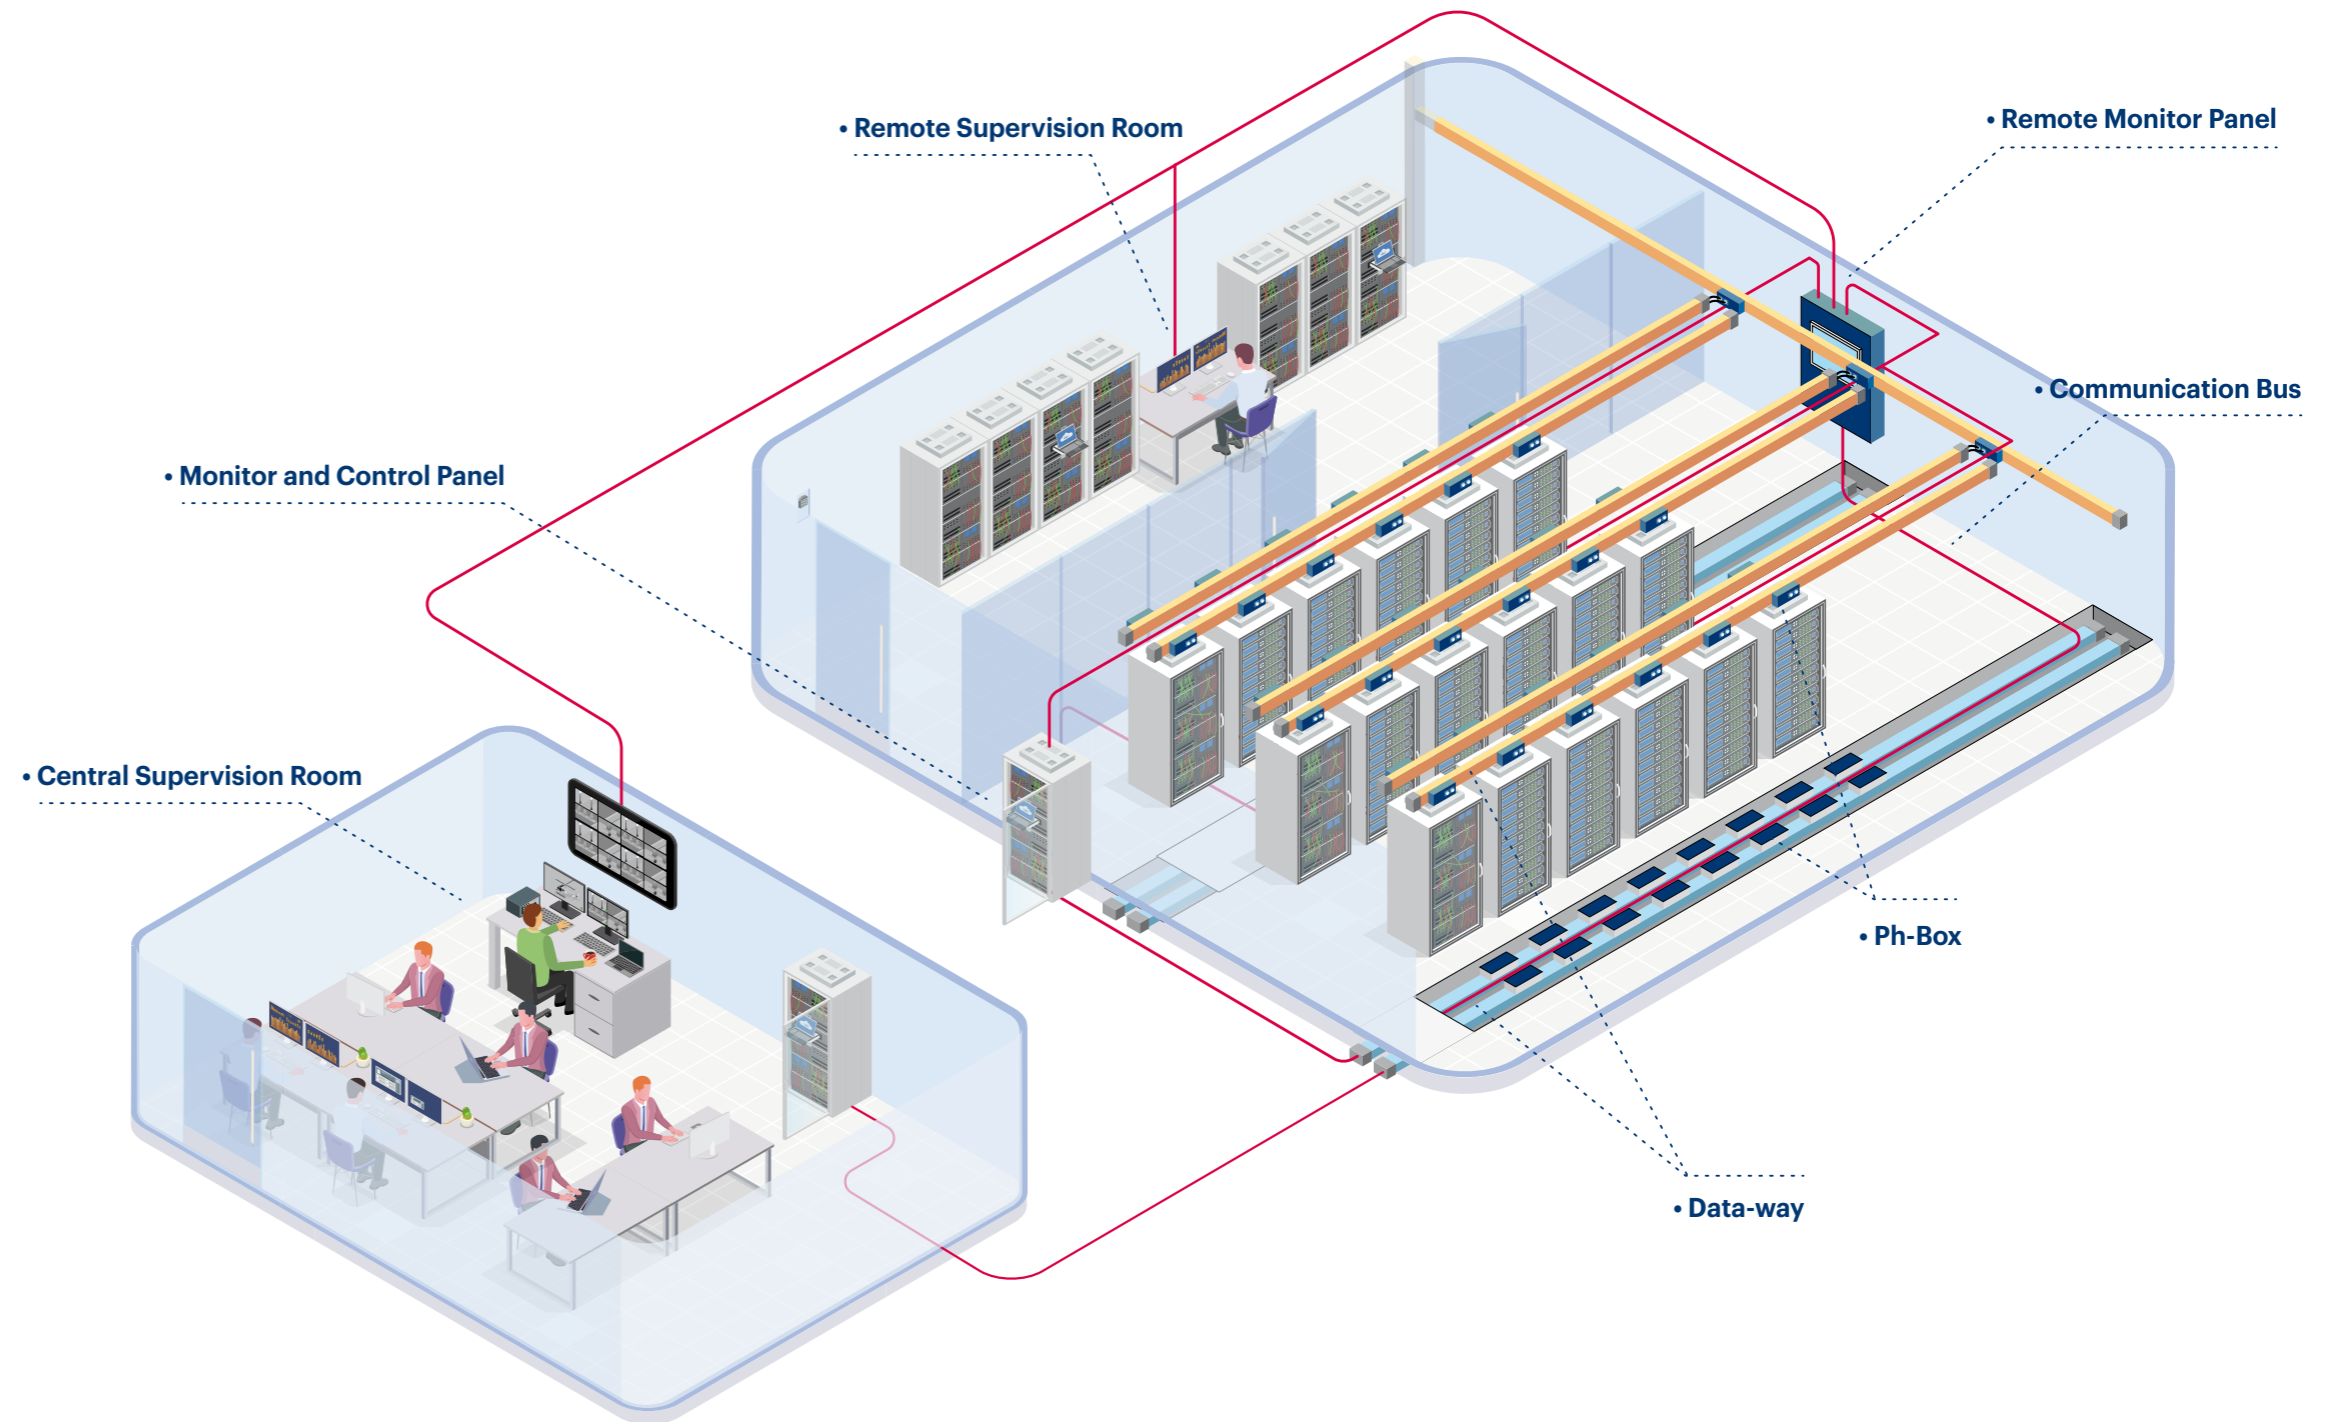 • Remote Supervision Room
• Remote Monitor Panel
• Communication Bus
• Monitor and Control Panel
• Central Supervision Room
• Ph-Box
• Data-way